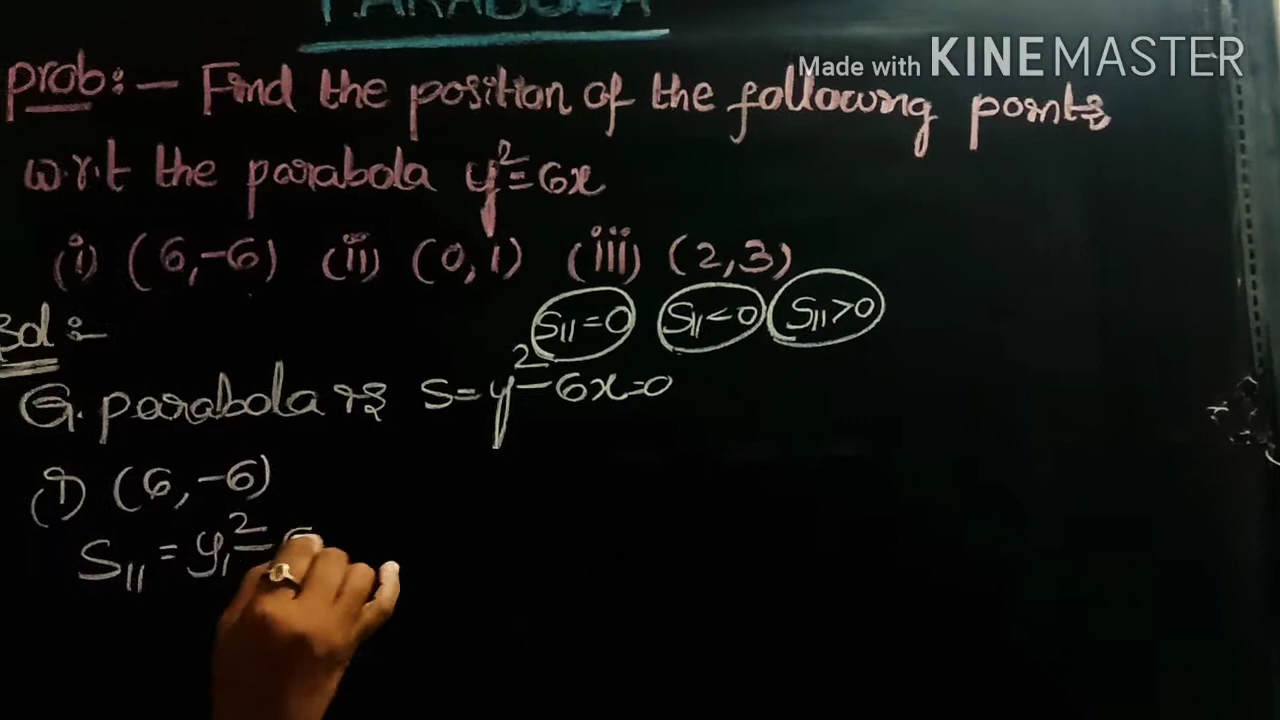 PARABOLA
Made with KINEMASTER
prob:- Find the position of the following points
w.r.t the parabola y²=6x
(i) (6,-6) (ii) (0,1) (iii) (2,3)
Sol:-
S₁₁=0 S₁₁<0 S₁₁>0
G. parabola is S=y²-6x=0
(i) (6,-6)
S₁₁ = y₁²-